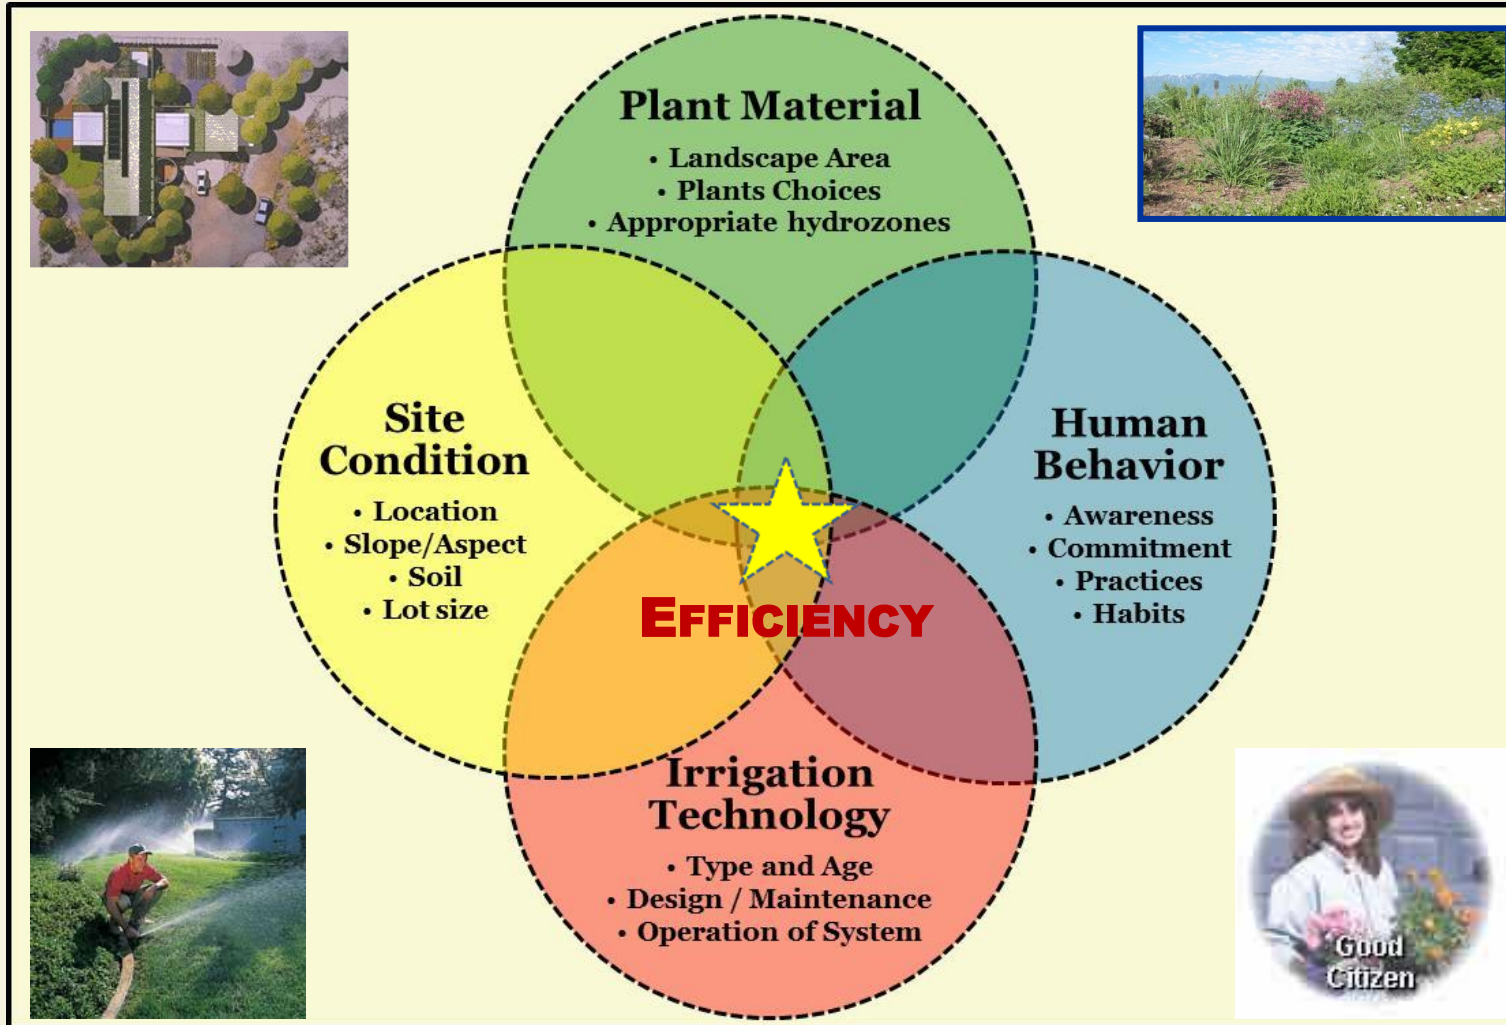 Plant Material
• Landscape Area
• Plants Choices
• Appropriate hydrozones
Site
Condition
• Location
• Slope/Aspect
• Soil
• Lot size
Human
Behavior
• Awareness
• Commitment
• Practices
• Habits
EFFICIENCY
Irrigation
Technology
• Type and Age
• Design / Maintenance
• Operation of System
Good
Citizen